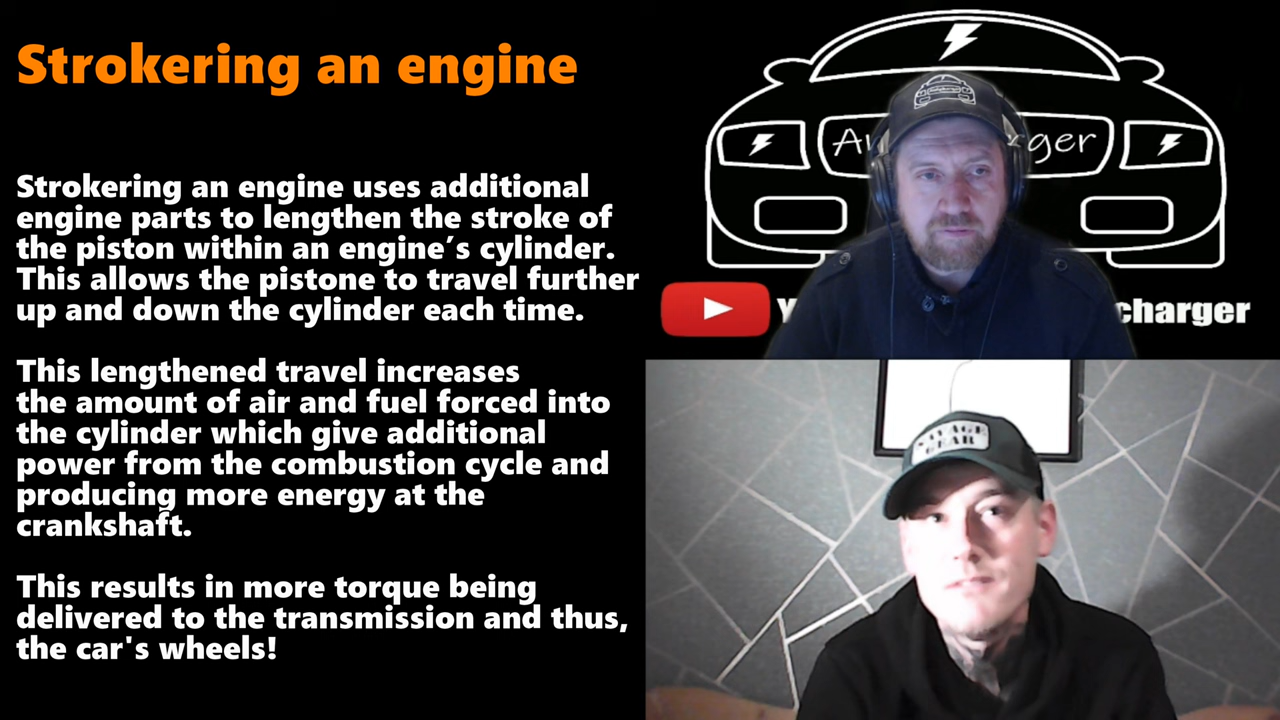 Strokering an engine
Strokering an engine uses additional
engine parts to lengthen the stroke of
the piston within an engine’s cylinder.
This allows the pistone to travel further
up and down the cylinder each time.
This lengthened travel increases
the amount of air and fuel forced into
the cylinder which give additional
power from the combustion cycle and
producing more energy at the
crankshaft.
This results in more torque being
delivered to the transmission and thus,
the car's wheels!
SAVAGE
GEAR